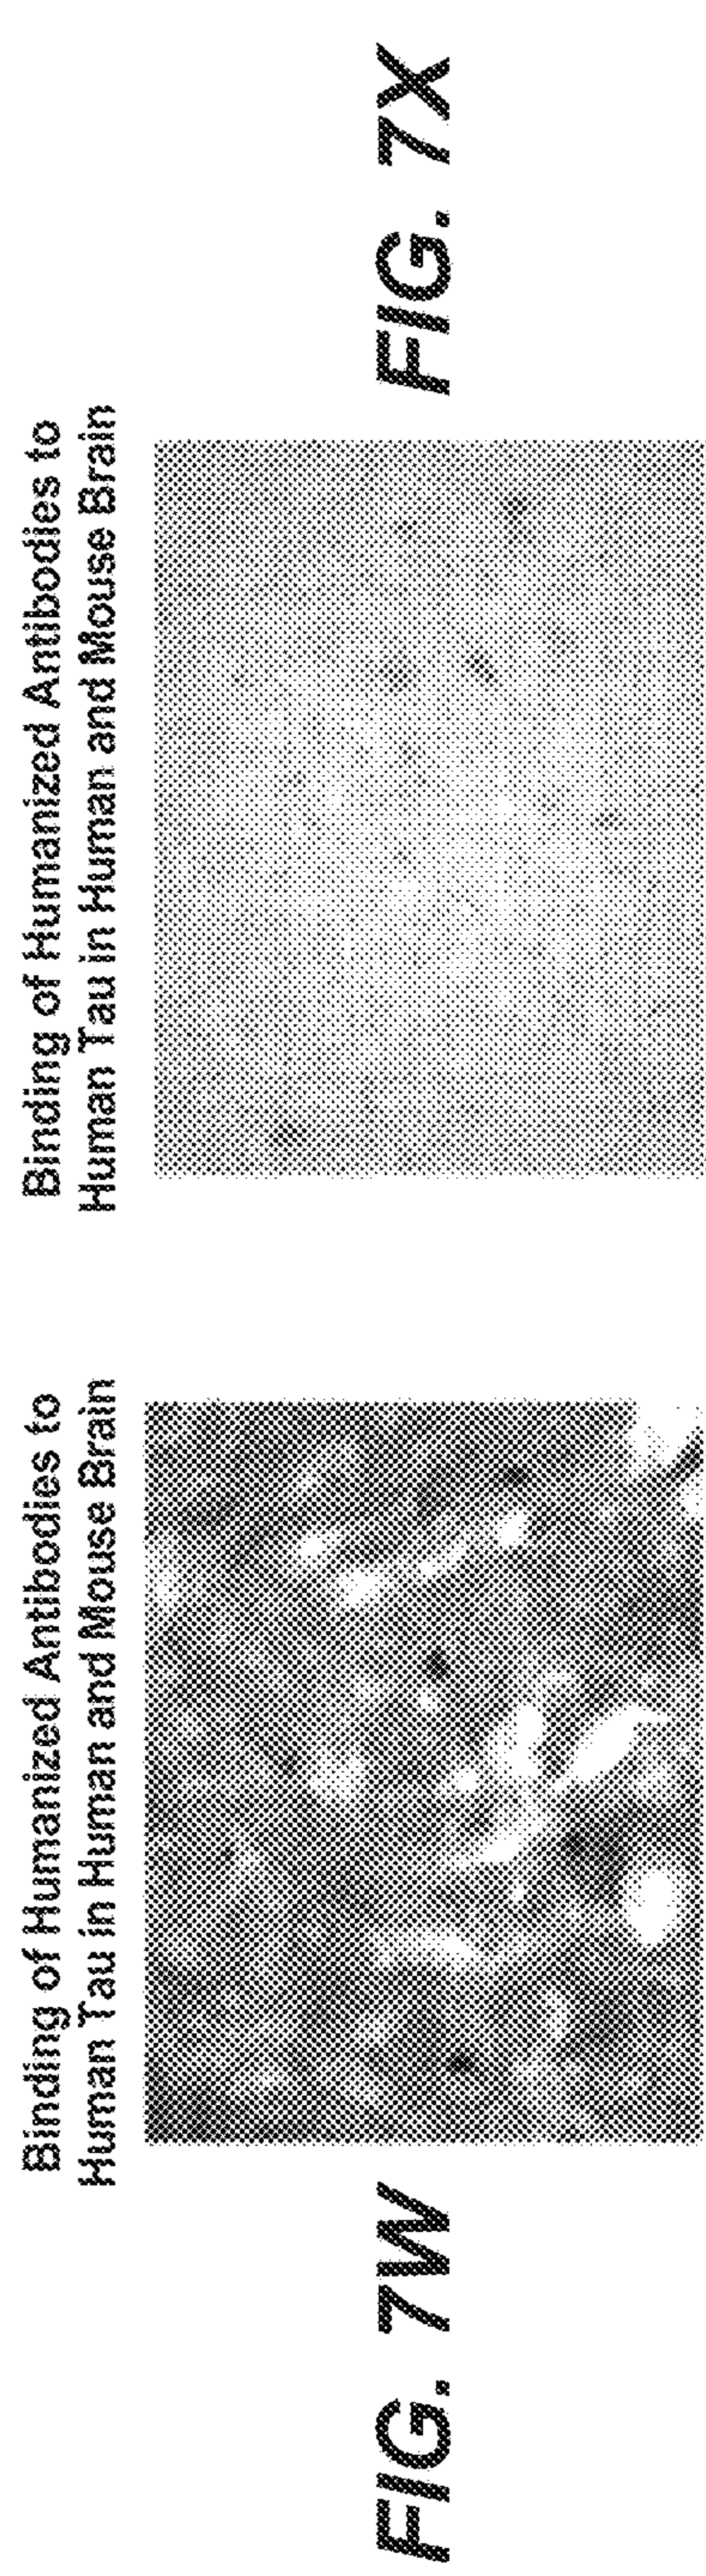 Binding of Humanized Antibodies to
Human Tau in Human and Mouse Brain
FIG. 7W
Binding of Humanized Antibodies to
Human Tau in Human and Mouse Brain
FIG. 7X